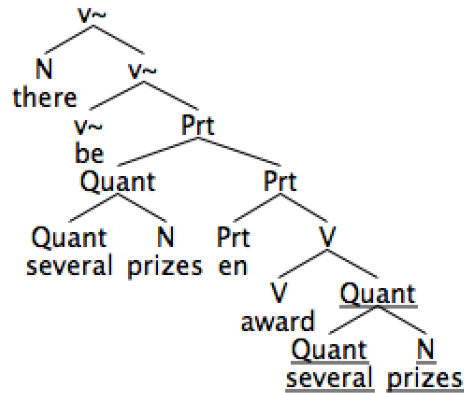 v~
N v~
there
v~ Prt
be
Quant Prt
Quant N Prt V
several prizes en
V Quant
award
Quant N
several prizes